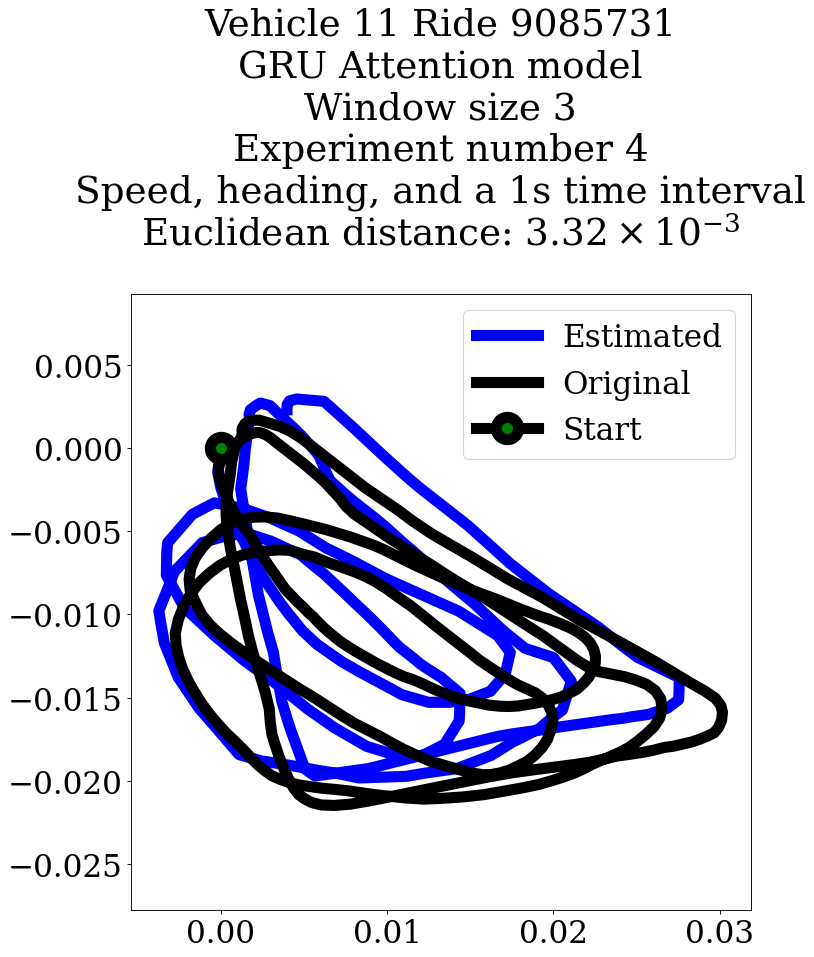 Vehicle 11 Ride 9085731
GRU Attention model
Window size 3
Experiment number 4
Speed, heading, and a 1s time interval
Euclidean distance: 3.32 × 10⁻³
Estimated
Original
Start
0.005
0.000
−0.005
−0.010
−0.015
−0.020
−0.025
0.00 0.01 0.02 0.03